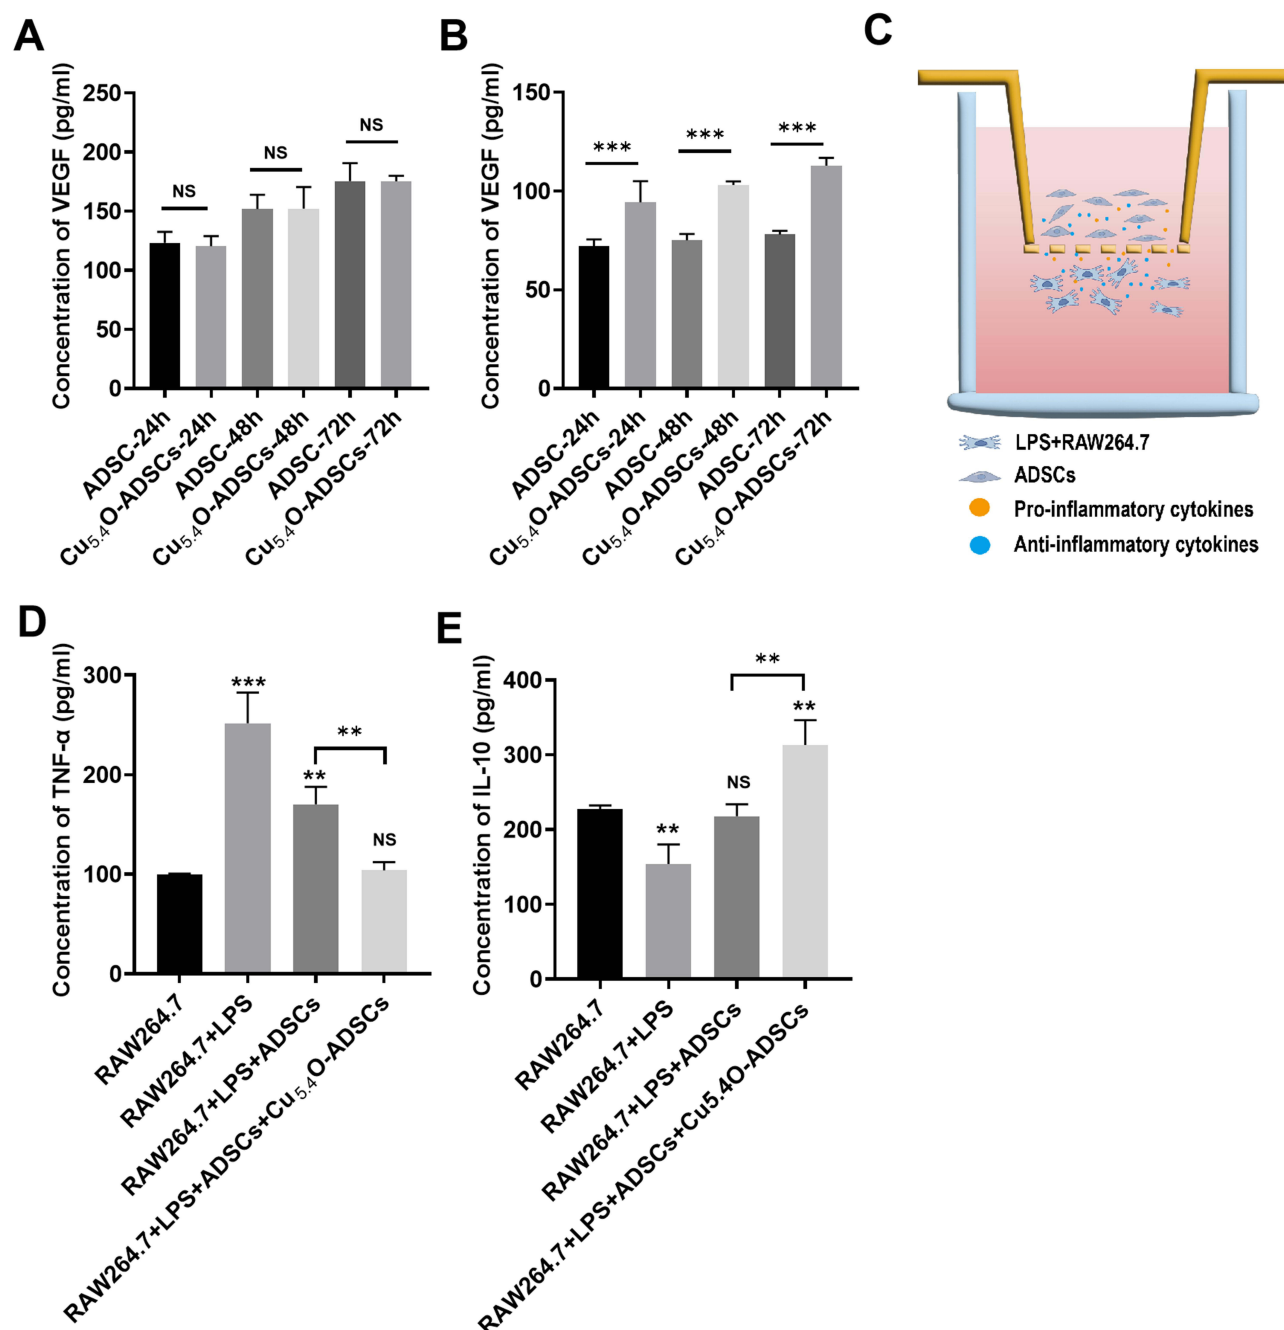 A
Concentration of VEGF (pg/ml)
250
200
150
100
50
0
NS
NS
NS
ADSC-24h
Cu5.4O-ADSCs-24h
ADSC-48h
Cu5.4O-ADSCs-48h
ADSC-72h
Cu5.4O-ADSCs-72h
B
Concentration of VEGF (pg/ml)
150
100
50
0
***
***
***
ADSC-24h
Cu5.4O-ADSCs-24h
ADSC-48h
Cu5.4O-ADSCs-48h
ADSC-72h
Cu5.4O-ADSCs-72h
C
LPS+RAW264.7
ADSCs
Pro-inflammatory cytokines
Anti-inflammatory cytokines
D
Concentration of TNF-α (pg/ml)
300
200
100
0
***
**
**
NS
RAW264.7
RAW264.7+LPS
RAW264.7+LPS+ADSCs
RAW264.7+LPS+ADSCs+Cu5.4O-ADSCs
E
Concentration of IL-10 (pg/ml)
400
300
200
100
0
**
NS
**
**
RAW264.7
RAW264.7+LPS
RAW264.7+LPS+ADSCs
RAW264.7+LPS+ADSCs+Cu5.4O-ADSCs